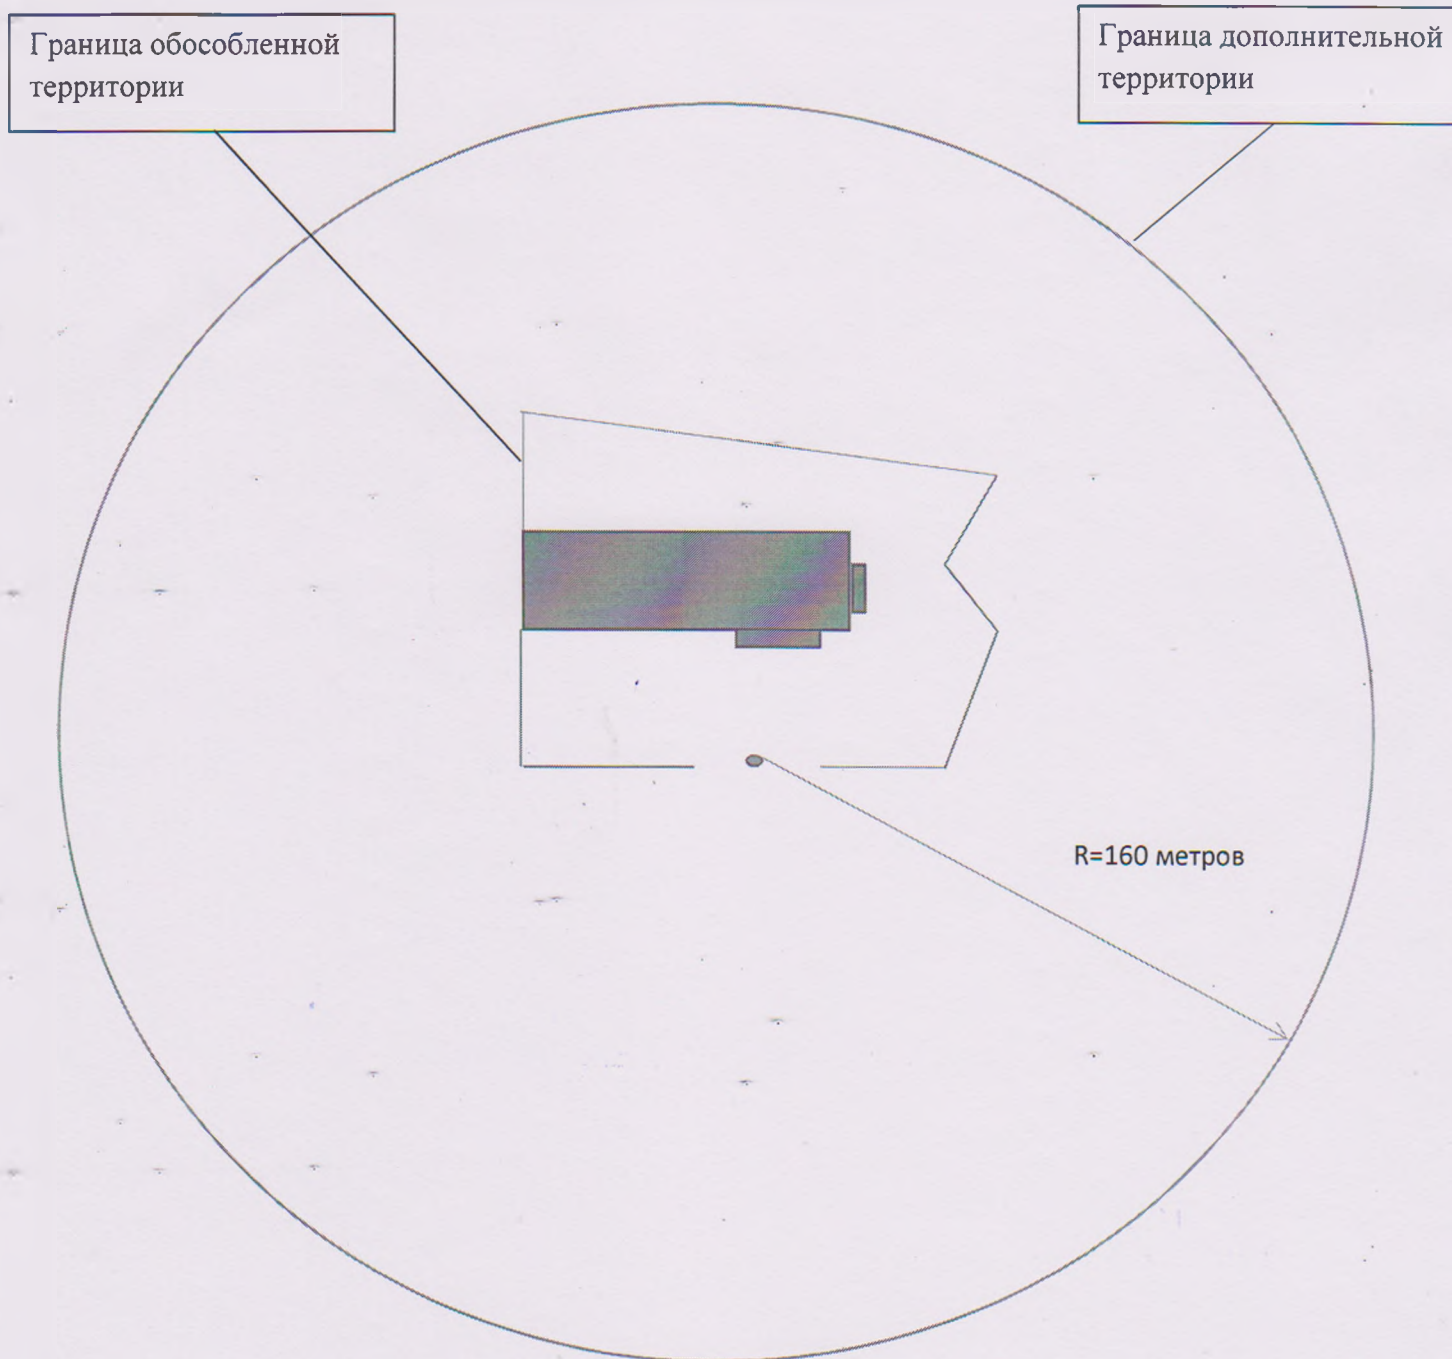 Граница обособленной
территории
Граница дополнительной
территории
R=160 метров